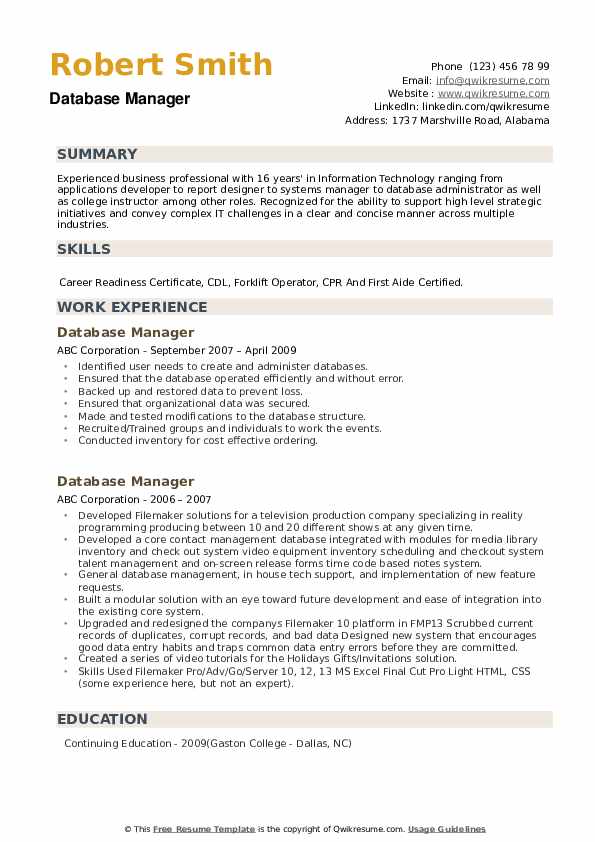 Robert Smith
Database Manager
Phone (123) 456 78 99
Email: info@qwikresume.com
Website : www.qwikresume.com
LinkedIn: linkedin.com/qwikresume
Address: 1737 Marshville Road, Alabama
SUMMARY
Experienced business professional with 16 years' in Information Technology ranging from
applications developer to report designer to systems manager to database administrator as well
as college instructor among other roles. Recognized for the ability to support high level strategic
initiatives and convey complex IT challenges in a clear and concise manner across multiple
industries.
SKILLS
Career Readiness Certificate, CDL, Forklift Operator, CPR And First Aide Certified.
WORK EXPERIENCE
Database Manager
ABC Corporation - September 2007 – April 2009
• Identified user needs to create and administer databases.
• Ensured that the database operated efficiently and without error.
• Backed up and restored data to prevent loss.
• Ensured that organizational data was secured.
• Made and tested modifications to the database structure.
• Recruited/Trained groups and individuals to work the events.
• Conducted inventory for cost effective ordering.
Database Manager
ABC Corporation - 2006 – 2007
• Developed Filemaker solutions for a television production company specializing in reality
programming producing between 10 and 20 different shows at any given time.
• Developed a core contact management database integrated with modules for media library
inventory and check out system video equipment inventory scheduling and checkout system
talent management and on-screen release forms time code based notes system.
• General database management, in house tech support, and implementation of new feature
requests.
• Built a modular solution with an eye toward future development and ease of integration into
the existing core system.
• Upgraded and redesigned the companys Filemaker 10 platform in FMP13 Scrubbed current
records of duplicates, corrupt records, and bad data Designed new system that encourages
good data entry habits and traps common data entry errors before they are committed.
• Created a series of video tutorials for the Holidays Gifts/Invitations solution.
• Skills Used Filemaker Pro/Adv/Go/Server 10, 12, 13 MS Excel Final Cut Pro Light HTML, CSS
(some experience here, but not an expert).
EDUCATION
Continuing Education - 2009(Gaston College - Dallas, NC)
© This Free Resume Template is the copyright of Qwikresume.com. Usage Guidelines